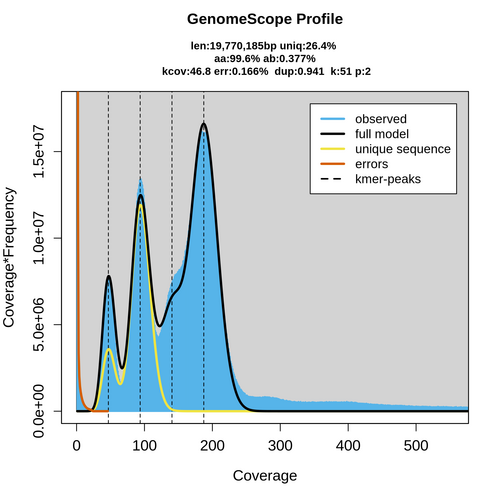 GenomeScope Profile
len:19,770,185bp uniq:26.4%
aa:99.6% ab:0.377%
kcov:46.8 err:0.166% dup:0.941 k:51 p:2
observed
full model
unique sequence
errors
kmer-peaks
Coverage*Frequency
1.5e+07
1.0e+07
5.0e+06
0.0e+00
0 100 200 300 400 500
Coverage